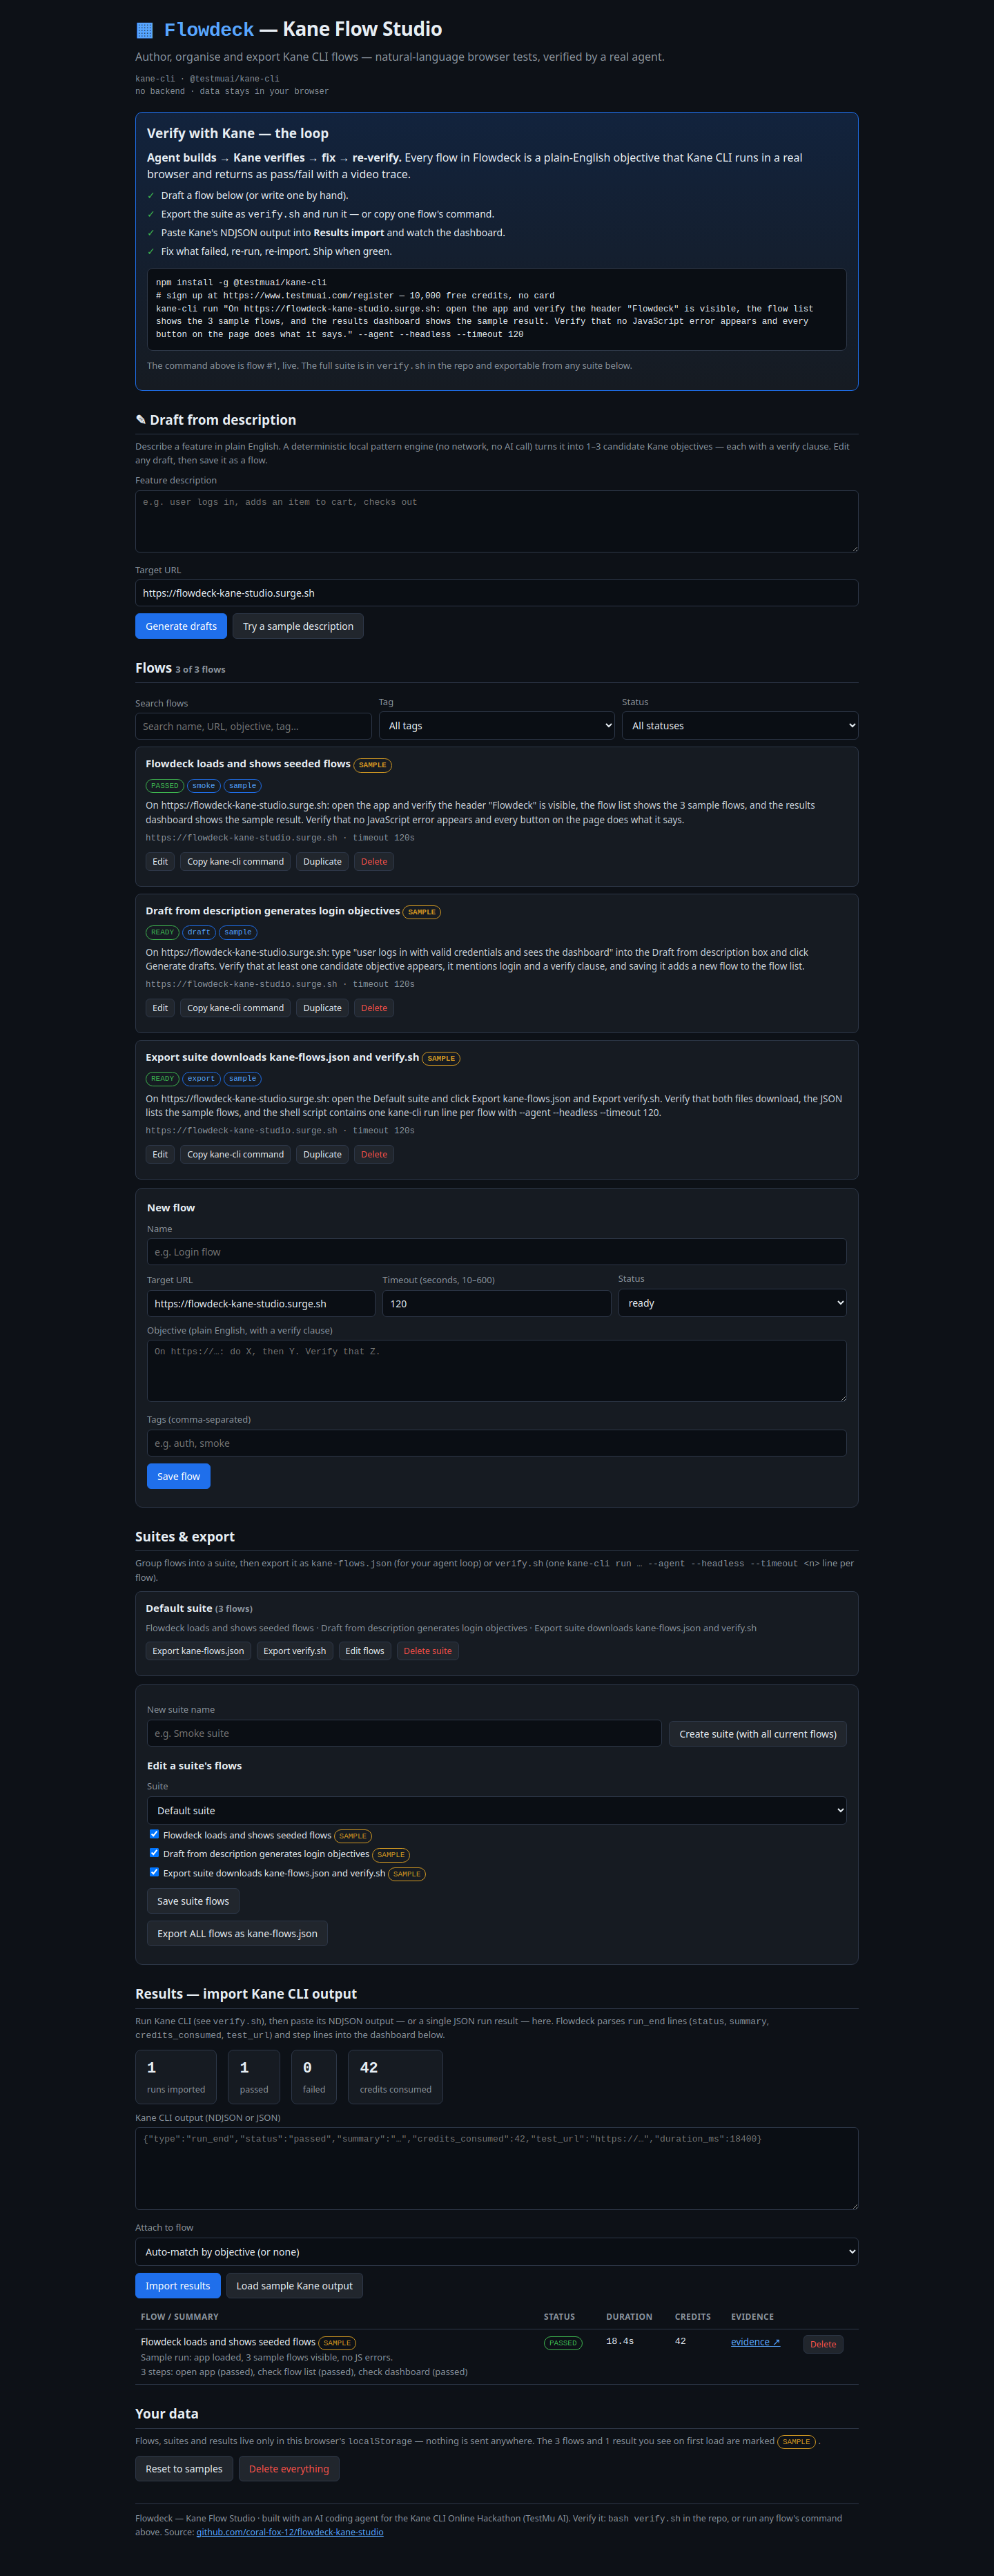 ▦ Flowdeck — Kane Flow Studio
Author, organise and export Kane CLI flows — natural-language browser tests, verified by a real agent.
kane-cli · @testmuai/kane-cli
no backend · data stays in your browser
Verify with Kane — the loop
Agent builds → Kane verifies → fix → re-verify. Every flow in Flowdeck is a plain-English objective that Kane CLI runs in a real
browser and returns as pass/fail with a video trace.
✓ Draft a flow below (or write one by hand).
✓ Export the suite as verify.sh and run it — or copy one flow's command.
✓ Paste Kane's NDJSON output into Results import and watch the dashboard.
✓ Fix what failed, re-run, re-import. Ship when green.
npm install -g @testmuai/kane-cli
# sign up at https://www.testmuai.com/register — 10,000 free credits, no card
kane-cli run "On https://flowdeck-kane-studio.surge.sh: open the app and verify the header "Flowdeck" is visible, the flow list
shows the 3 sample flows, and the results dashboard shows the sample result. Verify that no JavaScript error appears and every
button on the page does what it says." --agent --headless --timeout 120
The command above is flow #1, live. The full suite is in verify.sh in the repo and exportable from any suite below.
✎ Draft from description
Describe a feature in plain English. A deterministic local pattern engine (no network, no AI call) turns it into 1–3 candidate Kane objectives — each with a verify clause. Edit
any draft, then save it as a flow.
Feature description
e.g. user logs in, adds an item to cart, checks out
Target URL
https://flowdeck-kane-studio.surge.sh
Generate drafts Try a sample description
Flows 3 of 3 flows
Search flows Tag Status
Search name, URL, objective, tag... All tags All statuses
Flowdeck loads and shows seeded flows SAMPLE
PASSED smoke sample
On https://flowdeck-kane-studio.surge.sh: open the app and verify the header "Flowdeck" is visible, the flow list shows the 3 sample flows, and the results
dashboard shows the sample result. Verify that no JavaScript error appears and every button on the page does what it says.
https://flowdeck-kane-studio.surge.sh · timeout 120s
Edit Copy kane-cli command Duplicate Delete
Draft from description generates login objectives SAMPLE
READY draft sample
On https://flowdeck-kane-studio.surge.sh: type "user logs in with valid credentials and sees the dashboard" into the Draft from description box and click
Generate drafts. Verify that at least one candidate objective appears, it mentions login and a verify clause, and saving it adds a new flow to the flow list.
https://flowdeck-kane-studio.surge.sh · timeout 120s
Edit Copy kane-cli command Duplicate Delete
Export suite downloads kane-flows.json and verify.sh SAMPLE
READY export sample
On https://flowdeck-kane-studio.surge.sh: open the Default suite and click Export kane-flows.json and Export verify.sh. Verify that both files download, the JSON
lists the sample flows, and the shell script contains one kane-cli run line per flow with --agent --headless --timeout 120.
https://flowdeck-kane-studio.surge.sh · timeout 120s
Edit Copy kane-cli command Duplicate Delete
New flow
Name
e.g. Login flow
Target URL Timeout (seconds, 10–600) Status
https://flowdeck-kane-studio.surge.sh 120 ready
Objective (plain English, with a verify clause)
On https://…: do X, then Y. Verify that Z.
Tags (comma-separated)
e.g. auth, smoke
Save flow
Suites & export
Group flows into a suite, then export it as kane-flows.json (for your agent loop) or verify.sh (one kane-cli run … --agent --headless --timeout <n> line per
flow).
Default suite (3 flows)
Flowdeck loads and shows seeded flows · Draft from description generates login objectives · Export suite downloads kane-flows.json and verify.sh
Export kane-flows.json Export verify.sh Edit flows Delete suite
New suite name
e.g. Smoke suite Create suite (with all current flows)
Edit a suite's flows
Suite
Default suite
Flowdeck loads and shows seeded flows SAMPLE
Draft from description generates login objectives SAMPLE
Export suite downloads kane-flows.json and verify.sh SAMPLE
Save suite flows
Export ALL flows as kane-flows.json
Results — import Kane CLI output
Run Kane CLI (see verify.sh), then paste its NDJSON output — or a single JSON run result — here. Flowdeck parses run_end lines (status, summary,
credits_consumed, test_url) and step lines into the dashboard below.
1 1 0 42
runs imported passed failed credits consumed
Kane CLI output (NDJSON or JSON)
{"type":"run_end","status":"passed","summary":"…","credits_consumed":42,"test_url":"https://…","duration_ms":18400}
Attach to flow
Auto-match by objective (or none)
Import results Load sample Kane output
FLOW / SUMMARY STATUS DURATION CREDITS EVIDENCE
Flowdeck loads and shows seeded flows SAMPLE PASSED 18.4s 42 evidence ↗ Delete
Sample run: app loaded, 3 sample flows visible, no JS errors.
3 steps: open app (passed), check flow list (passed), check dashboard (passed)
Your data
Flows, suites and results live only in this browser's localStorage — nothing is sent anywhere. The 3 flows and 1 result you see on first load are marked SAMPLE .
Reset to samples Delete everything
Flowdeck — Kane Flow Studio · built with an AI coding agent for the Kane CLI Online Hackathon (TestMu AI). Verify it: bash verify.sh in the repo, or run any flow's command
above. Source: github.com/coral-fox-12/flowdeck-kane-studio